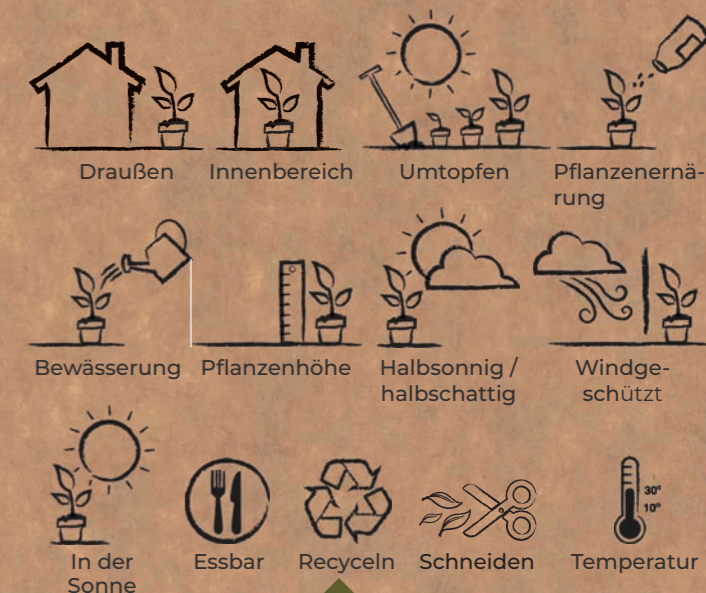 Draußen
Innenbereich
Umtopfen
Pflanzenernä-
rung
Bewässerung
Pflanzenhöhe
Halbsonnig /
halbschattig
Windge-
schützt
30°
10°
In der
Sonne
Essbar
Recyceln
Schneiden
Temperatur